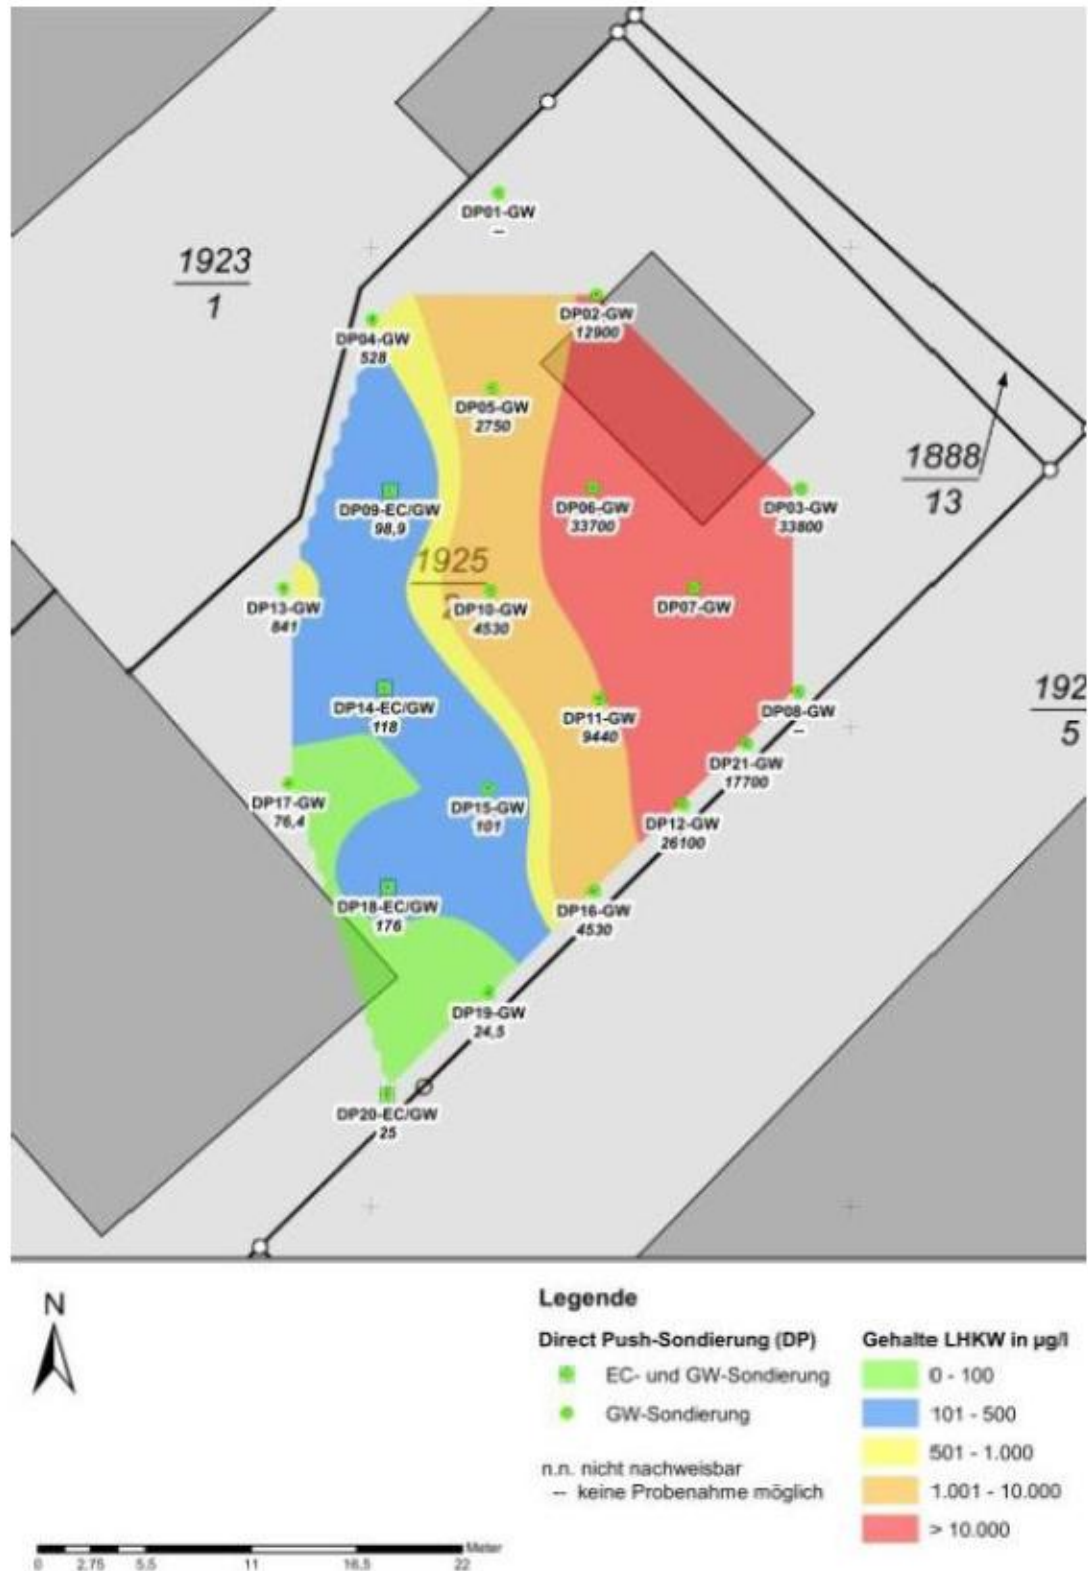 DP01-GW
--
1923
1
DP02-GW
12900
DP04-GW
528
DP05-GW
2750
1888
13
DP09-EC/GW
98,9
DP06-GW
33700
DP03-GW
33800
1925
2
DP13-GW
841
DP10-GW
4530
DP07-GW
DP14-EC/GW
118
DP11-GW
9440
DP08-GW
--
192
5
DP21-GW
17700
DP17-GW
76,4
DP15-GW
101
DP12-GW
26100
DP18-EC/GW
176
DP16-GW
4530
DP19-GW
24,5
DP20-EC/GW
25
N
Legende
Direct Push-Sondierung (DP)
EC- und GW-Sondierung
GW-Sondierung
n.n. nicht nachweisbar
-- keine Probenahme möglich
Gehalte LHKW in µg/l
0 - 100
101 - 500
501 - 1.000
1.001 - 10.000
> 10.000
Meter
0 2,75 5,5 11 16,5 22